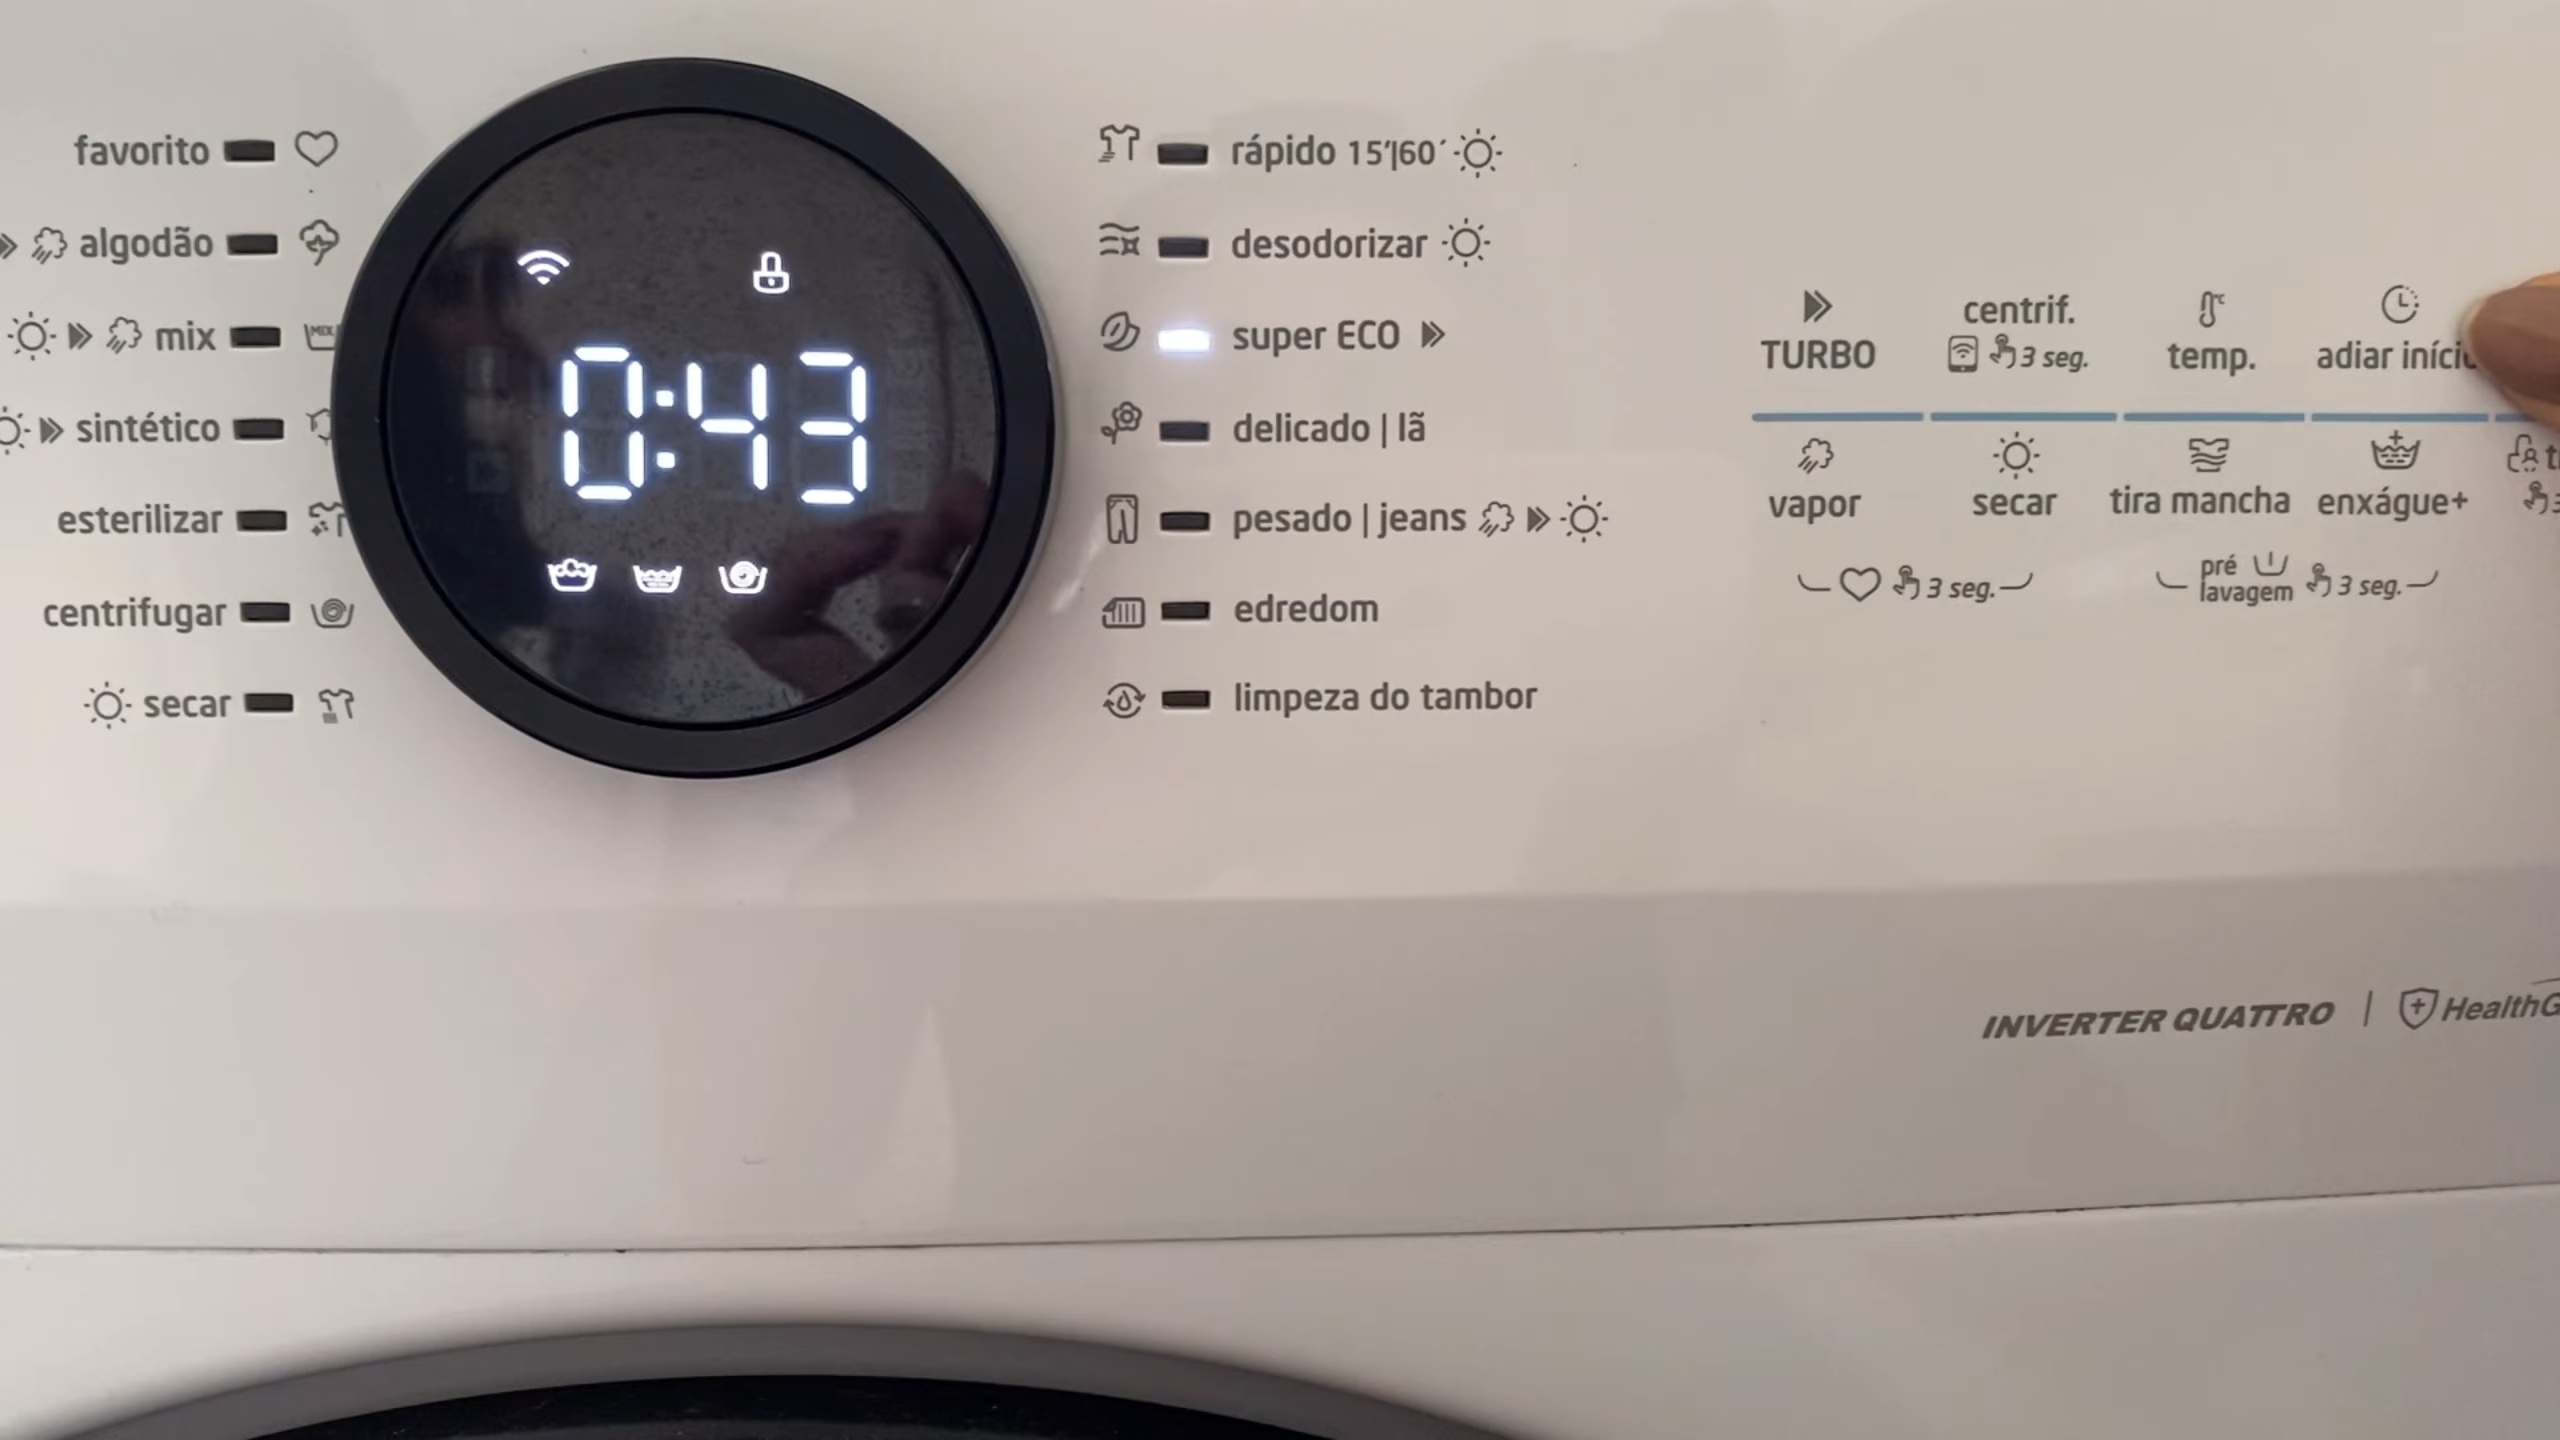 favorito
algodão
mix
MIX
sintético
esterilizar
centrifugar
secar
0:43
rápido 15'|60´
desodorizar
super ECO
delicado | lã
pesado | jeans
edredom
limpeza do tambor
TURBO
centrif.
3 seg.
°C
temp.
adiar
vapor
secar
tira mancha
enxágue+
3 seg.
pré
lavagem
3 seg.
INVERTER QUATTRO |